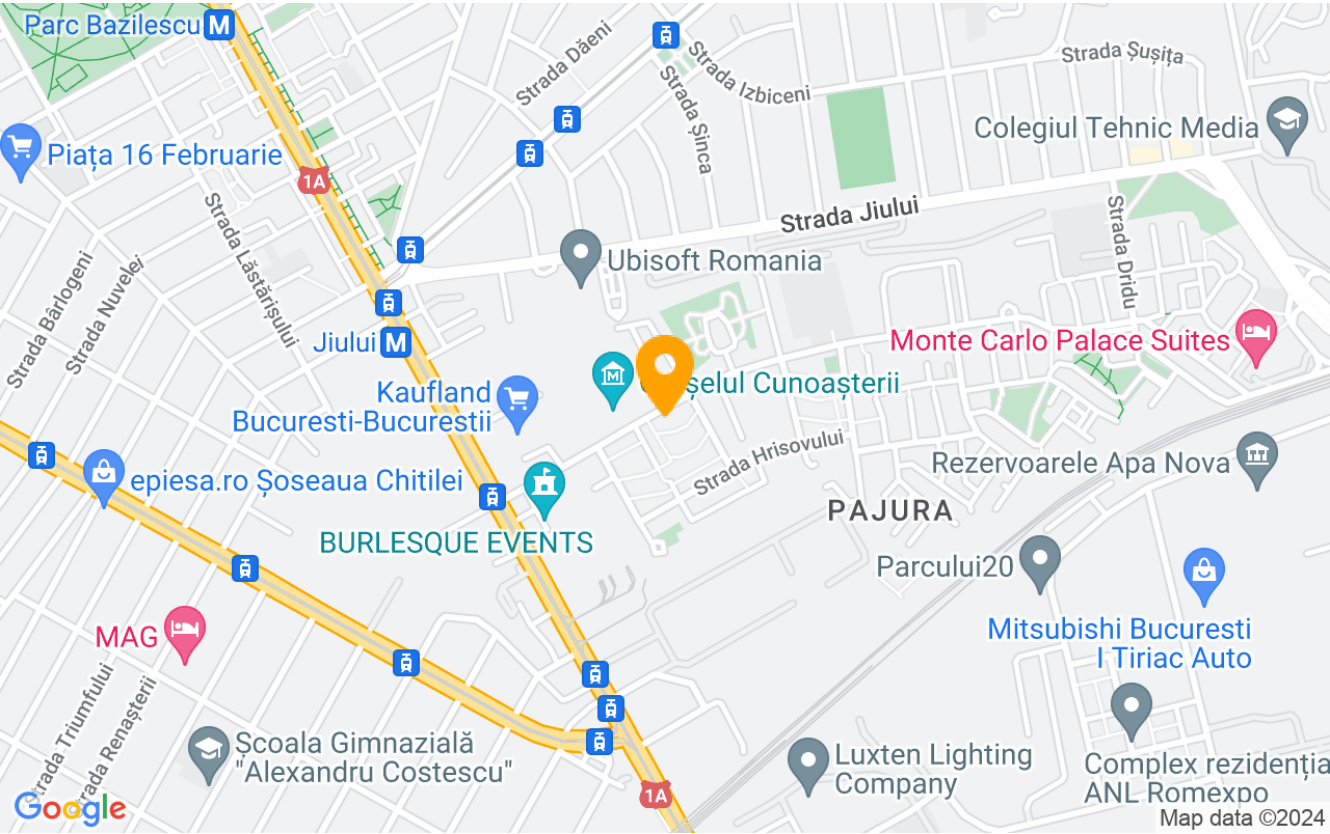 Parc Bazilescu
M
Strada Dăeni
Strada Izbiceni
Strada Șușița
Strada Șinca
Colegiul Tehnic Media
Piața 16 Februarie
1A
Strada Jiului
Strada Lăstărișului
Strada Dridu
Ubisoft Romania
Strada Bârlogeni
Strada Nuvelei
Jiului
M
Monte Carlo Palace Suites
M
Kaufland
Bucuresti-Bucurestii
Cunoașterii
Strada Hrisovului
Rezervoarele Apa Nova
epiesa.ro Șoseaua Chitilei
PAJURA
BURLESQUE EVENTS
Parcului20
MAG
Mitsubishi Bucuresti
I Tiriac Auto
Strada Triumfului
Strada Renașterii
Școala Gimnazială
"Alexandru Costescu"
Luxten Lighting
Company
Complex rezidenția
ANL Romexpo
1A
Google
Map data ©2024